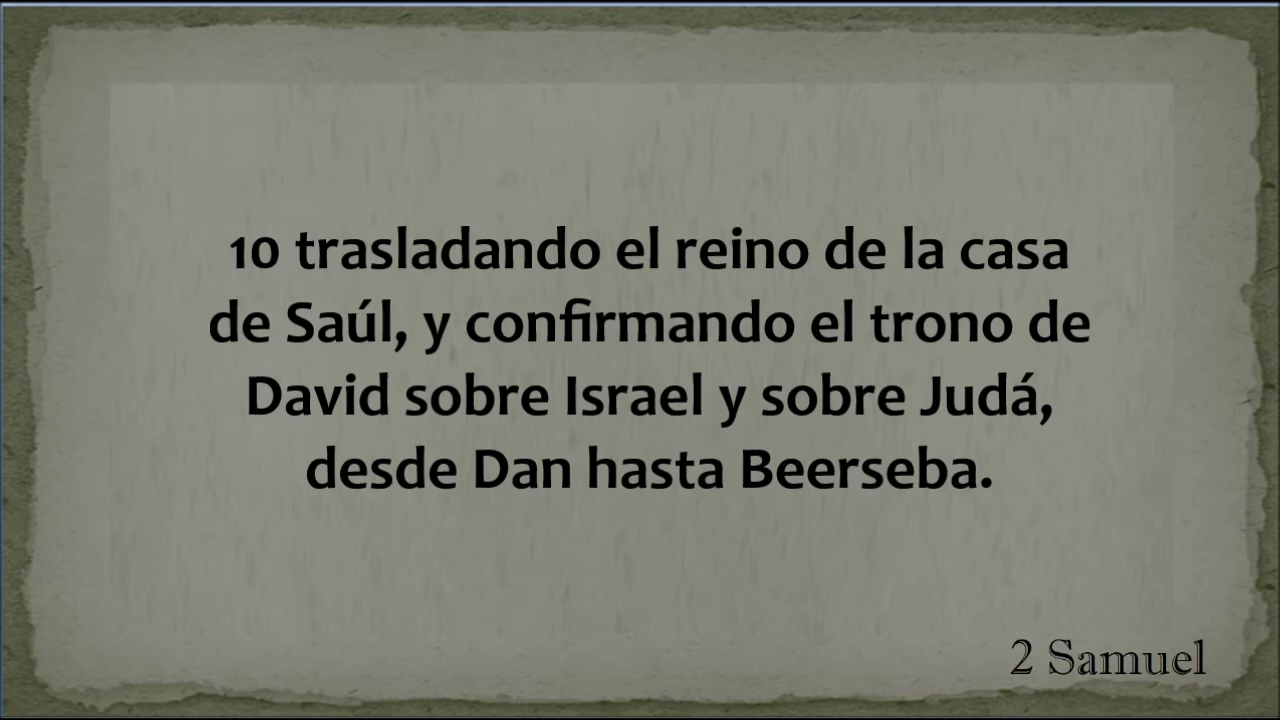 10 trasladando el reino de la casa
de Saúl, y confirmando el trono de
David sobre Israel y sobre Judá,
desde Dan hasta Beerseba.
2 Samuel